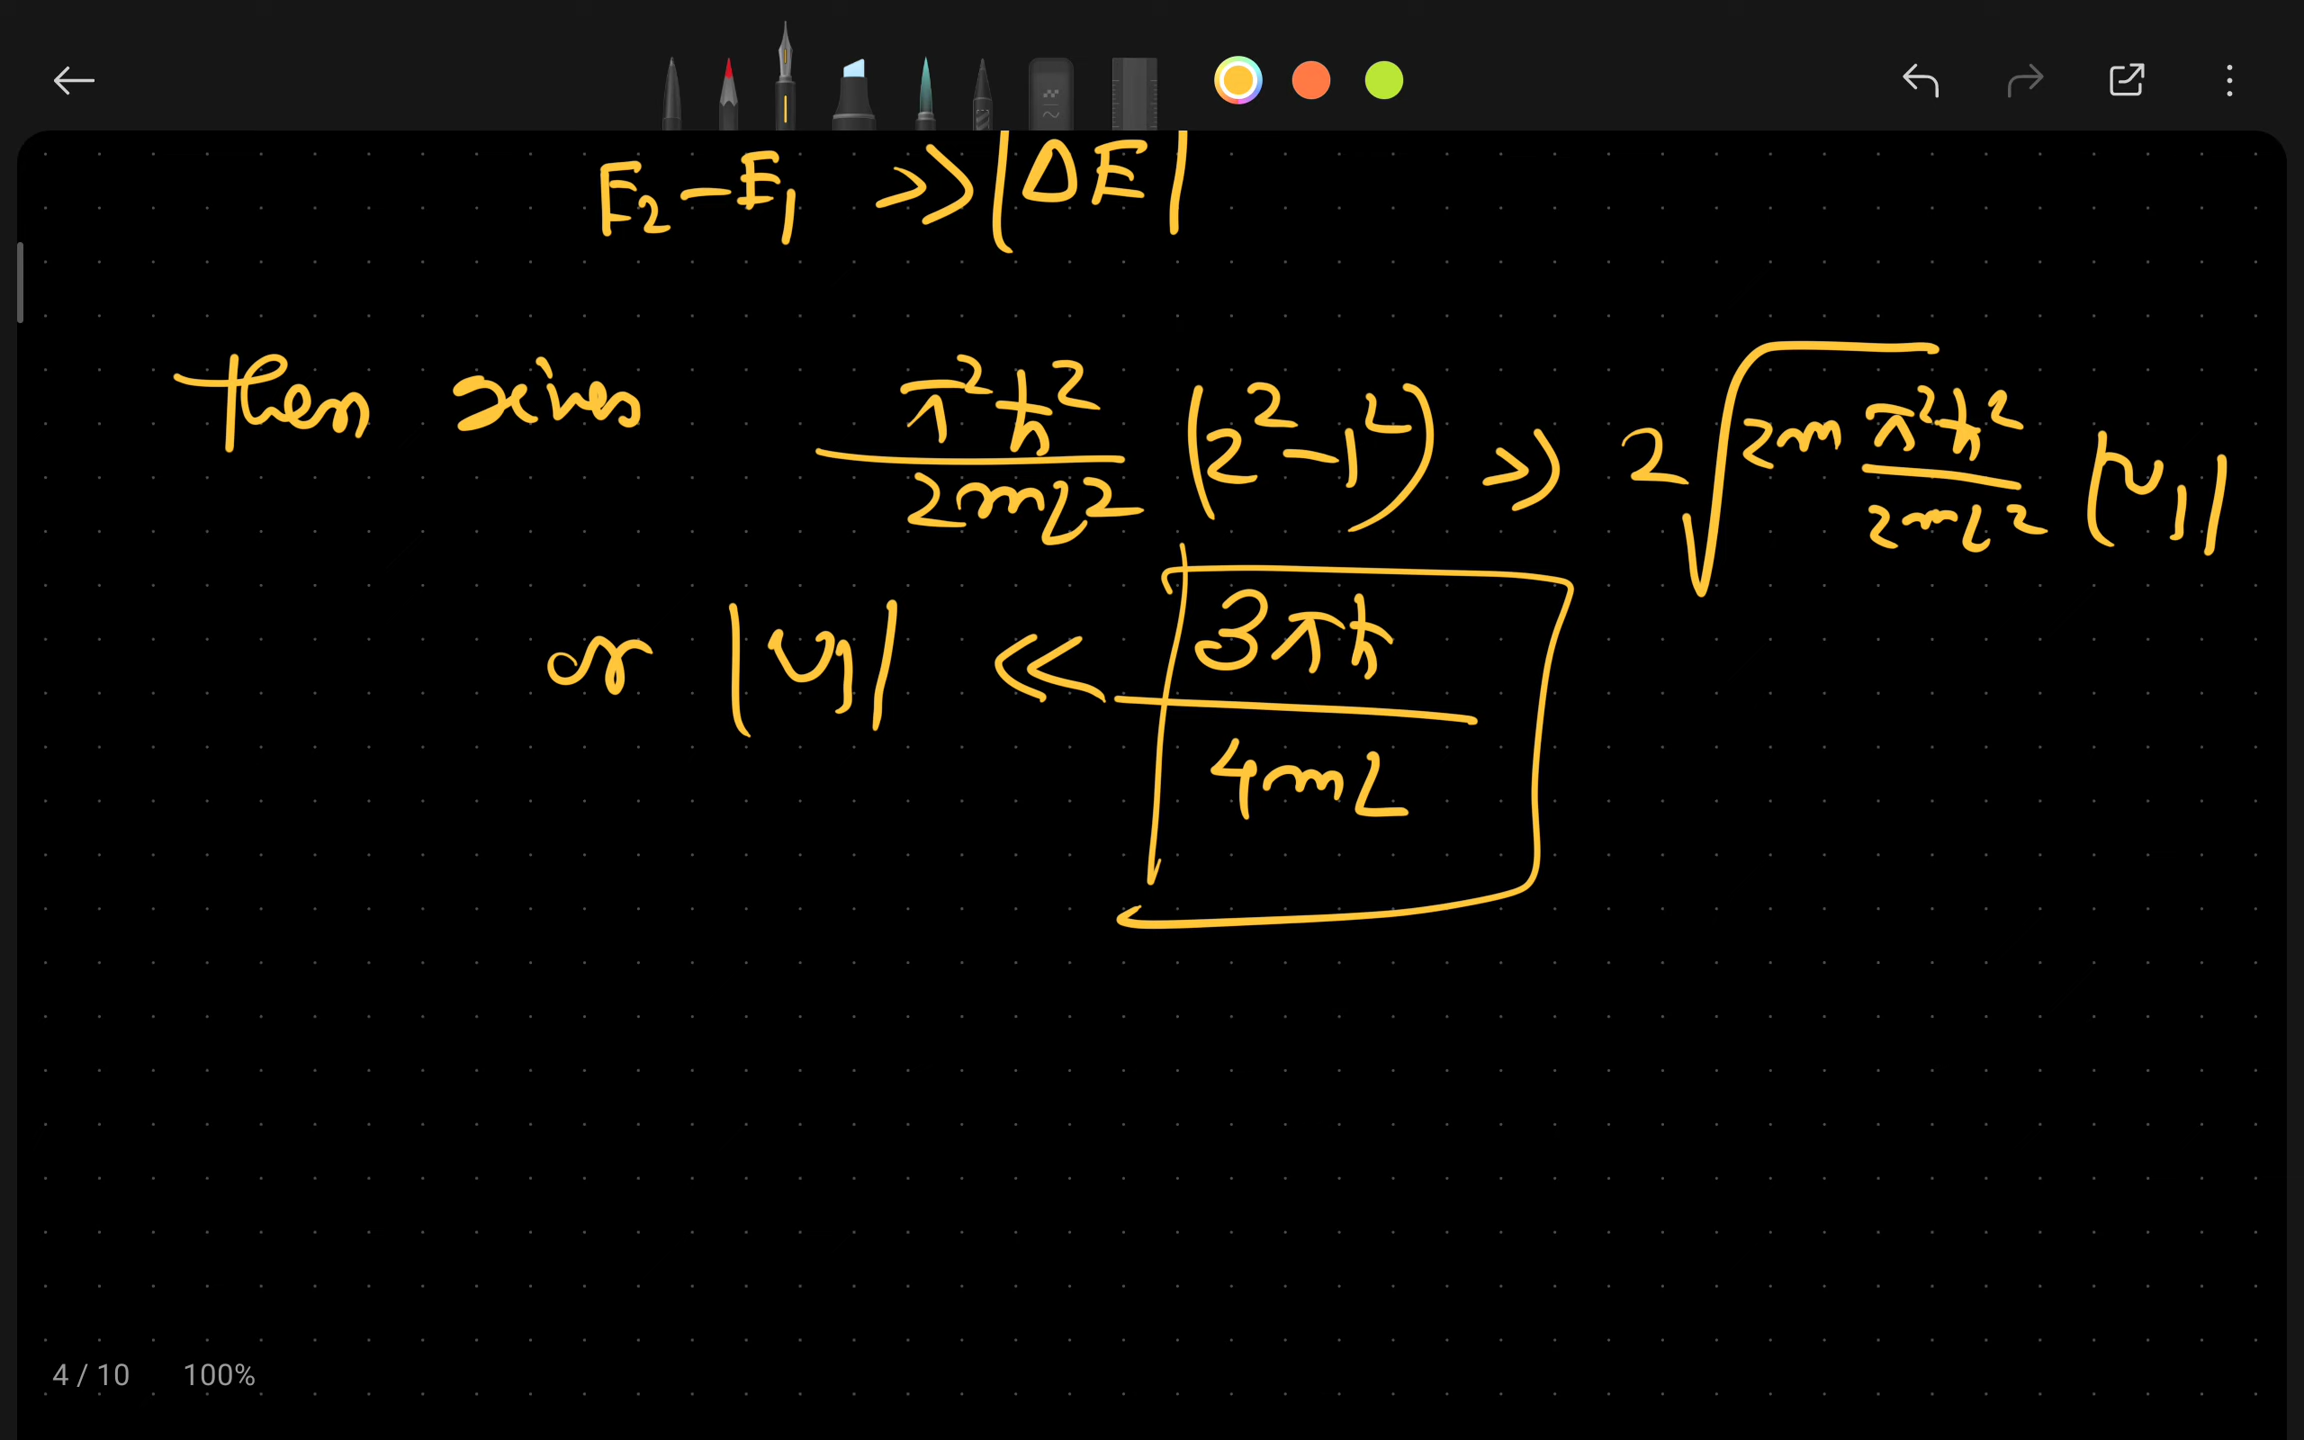 E₂ - E₁ >> |ΔE|
Then gives π²ħ² / 2mL² (2² - 1²) >> 2 √(2m π²ħ² / 2mL²) |v₁|
or |v₁| << 3πħ / 4mL
4 / 10 100%